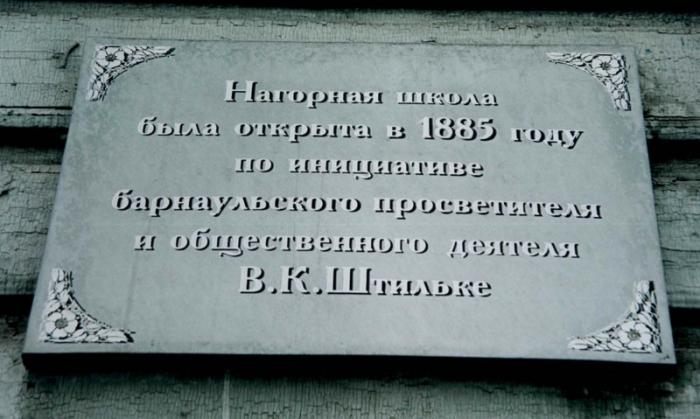 Нагорная школа
была открыта в 1885 году
по инициативе
барнаульского просветителя
и общественного деятеля
В.К.Штильке